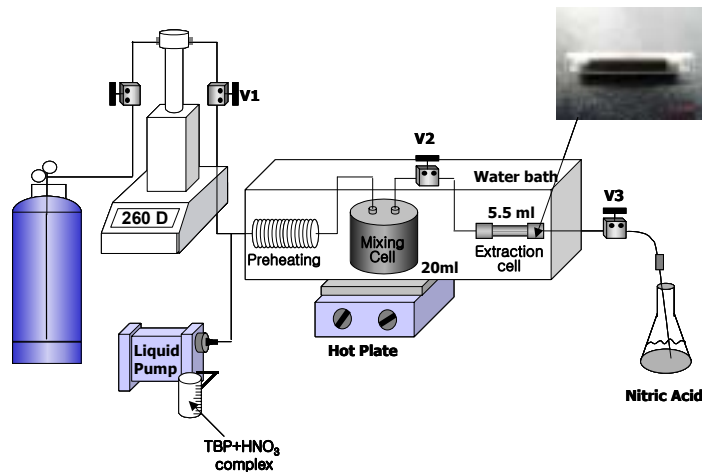 V1
V2
Water bath
V3
260 D
5.5 ml
Mixing
Cell
Extraction
cell
Preheating
20ml
Liquid
Pump
Hot Plate
Nitric Acid
TBP+HNO₃
complex